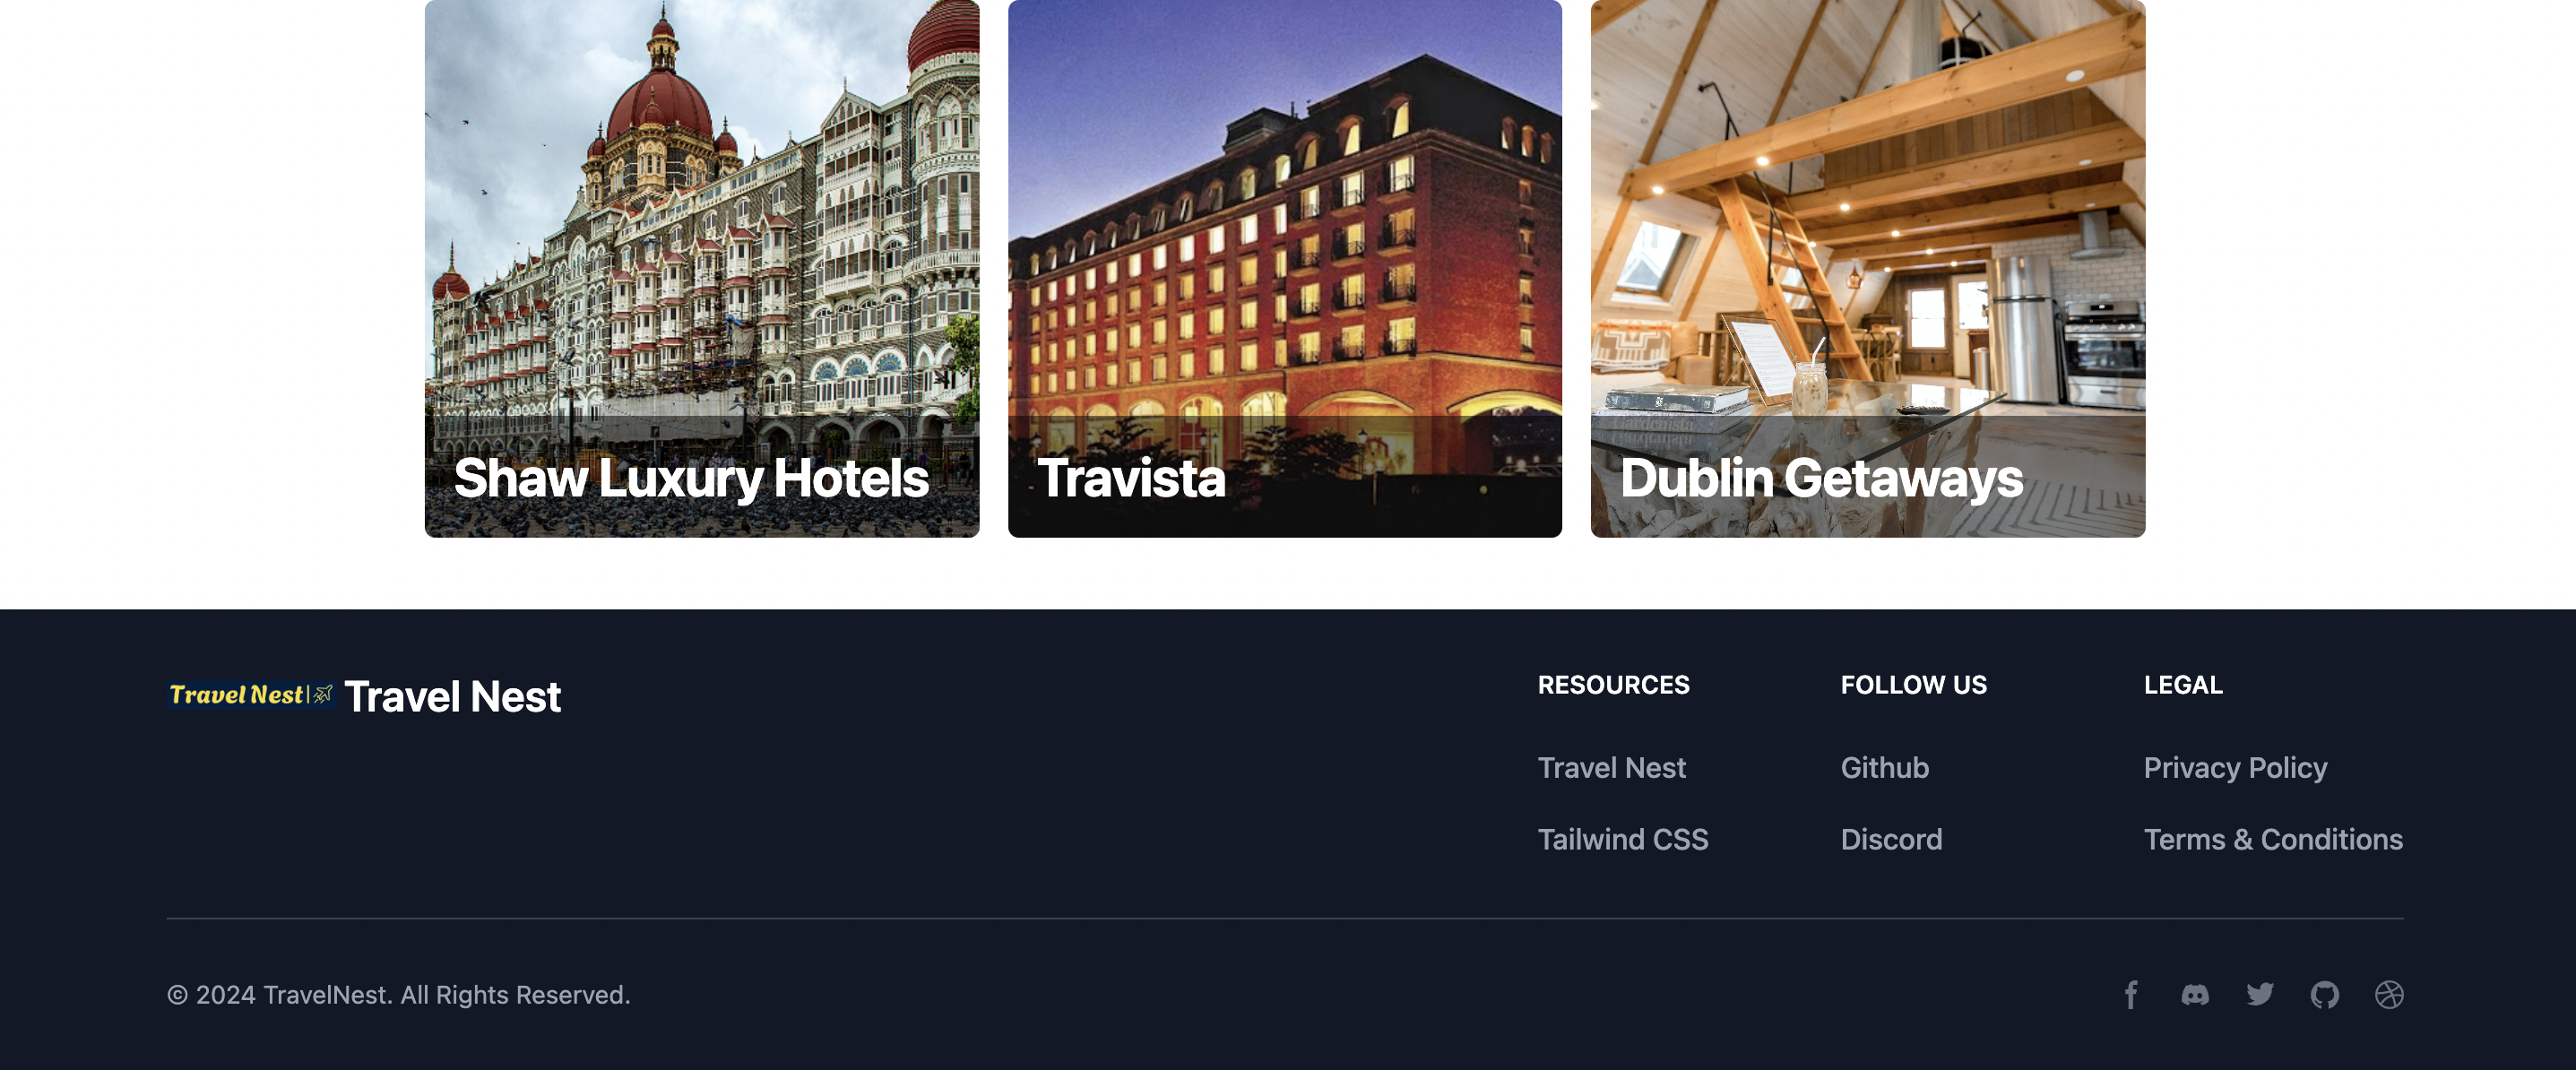 Shaw Luxury Hotels
Travista
Dublin Getaways
Travel Nest
Travel Nest
RESOURCES
Travel Nest
Tailwind CSS
FOLLOW US
Github
Discord
LEGAL
Privacy Policy
Terms & Conditions
© 2024 TravelNest. All Rights Reserved.